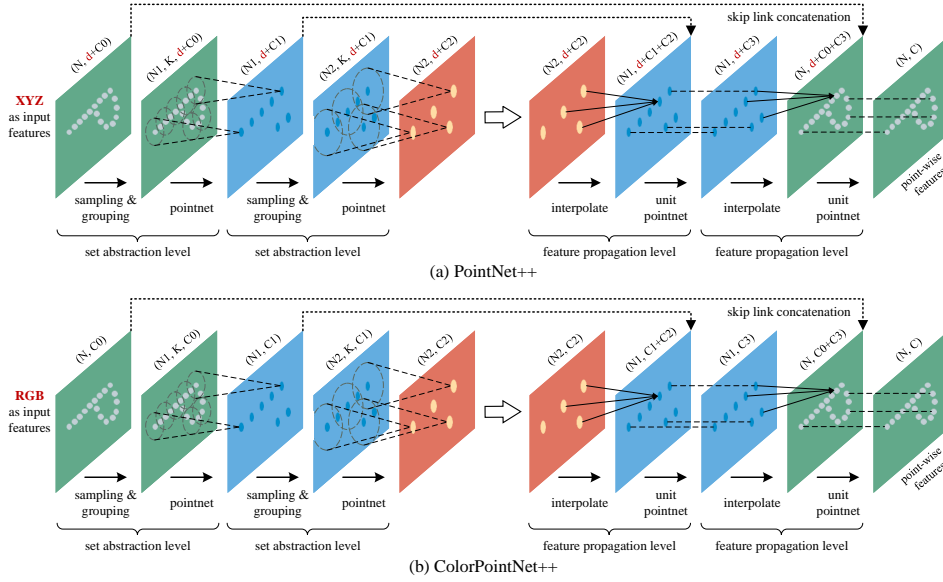 skip link concatenation
(N, d+C0)
(N1, K, d+C0)
(N1, d+C1)
(N2, K, d+C1)
(N2, d+C2)
(N2, d+C2)
(N1, d+C1+C2)
(N1, d+C3)
(N, d+C0+C3)
(N, C)
XYZ
as input
features
point-wise
features
sampling &
grouping
pointnet
sampling &
grouping
pointnet
interpolate
unit
pointnet
interpolate
unit
pointnet
set abstraction level
set abstraction level
feature propagation level
feature propagation level
(a) PointNet++
skip link concatenation
(N, C0)
(N1, K, C0)
(N1, C1)
(N2, K, C1)
(N2, C2)
(N2, C2)
(N1, C1+C2)
(N1, C3)
(N, C0+C3)
(N, C)
RGB
as input
features
point-wise
features
sampling &
grouping
pointnet
sampling &
grouping
pointnet
interpolate
unit
pointnet
interpolate
unit
pointnet
set abstraction level
set abstraction level
feature propagation level
feature propagation level
(b) ColorPointNet++